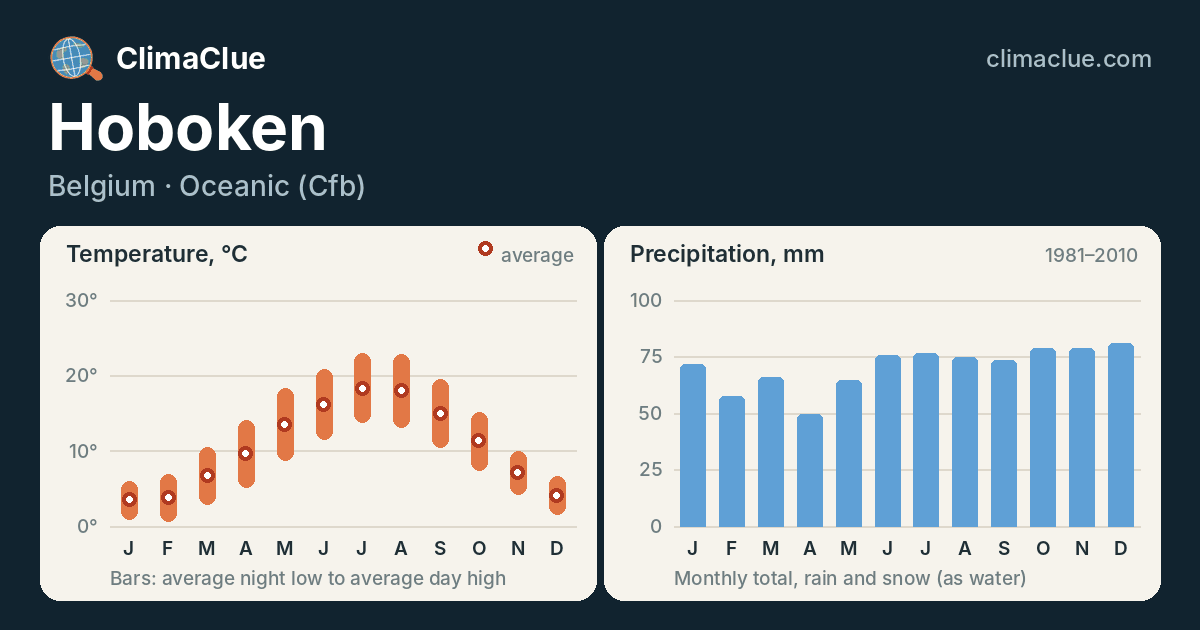 ClimaClue
climaclue.com
Hoboken
Belgium · Oceanic (Cfb)
Temperature, °C
average
30°
20°
10°
0°
J F M A M J J A S O N D
Bars: average night low to average day high
Precipitation, mm
1981–2010
100
75
50
25
0
J F M A M J J A S O N D
Monthly total, rain and snow (as water)